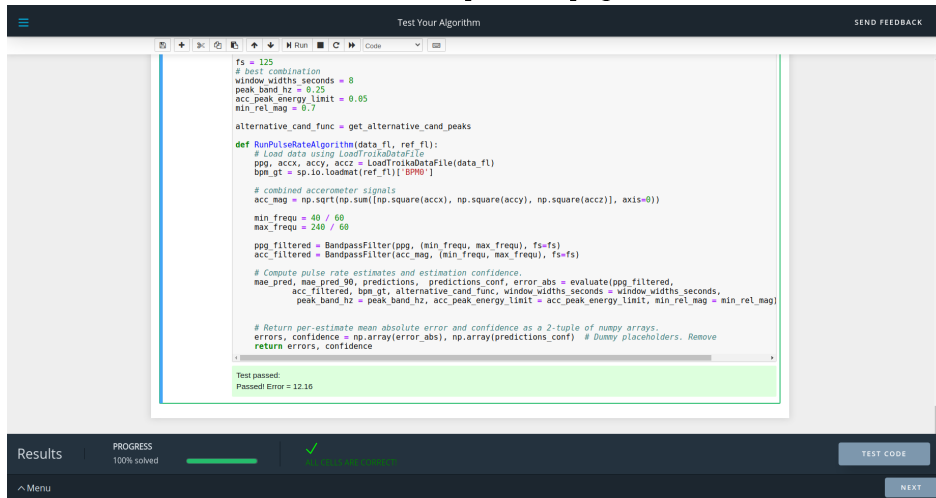 Test Your Algorithm
SEND FEEDBACK
Run
Code
fs = 125
# best combination
window_widths_seconds = 8
peak_band_hz = 0.25
acc_peak_energy_limit = 0.05
min_rel_mag = 0.7
alternative_cand_func = get_alternative_cand_peaks
def RunPulseRateAlgorithm(data_fl, ref_fl):
# Load data using LoadTroikaDataFile
ppg, accx, accy, accz = LoadTroikaDataFile(data_fl)
bpm_gt = sp.io.loadmat(ref_fl)['BPM0']
# combined accerometer signals
acc_mag = np.sqrt(np.sum([np.square(accx), np.square(accy), np.square(accz)], axis=0))
min_frequ = 40 / 60
max_frequ = 240 / 60
ppg_filtered = BandpassFilter(ppg, (min_frequ, max_frequ), fs=fs)
acc_filtered = BandpassFilter(acc_mag, (min_frequ, max_frequ), fs=fs)
# Compute pulse rate estimates and estimation confidence.
mae_pred, mae_pred_90, predictions, predictions_conf, error_abs = evaluate(ppg_filtered,
acc_filtered, bpm_gt, alternative_cand_func, window_widths_seconds = window_widths_seconds,
peak_band_hz = peak_band_hz, acc_peak_energy_limit = acc_peak_energy_limit, min_rel_mag = min_rel_mag)
# Return per-estimate mean absolute error and confidence as a 2-tuple of numpy arrays.
errors, confidence = np.array(error_abs), np.array(predictions_conf) # Dummy placeholders. Remove
return errors, confidence
Test passed:
Passed! Error = 12.16
Results
PROGRESS
100% solved
ALL CELLS ARE CORRECT!
TEST CODE
Menu
NEXT